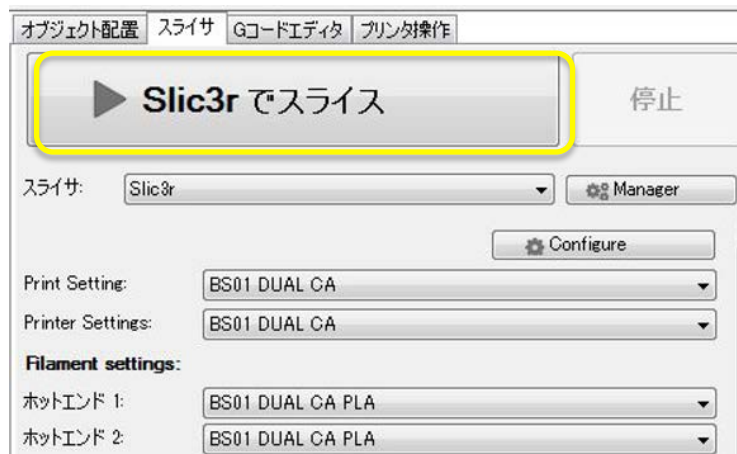 オブジェクト配置 スライサ Gコードエディタ プリンタ操作
Slic3r でスライス 停止
スライサ: Slic3r Manager
Configure
Print Setting: BS01 DUAL CA
Printer Settings: BS01 DUAL CA
Filament settings:
ホットエンド 1: BS01 DUAL CA PLA
ホットエンド 2: BS01 DUAL CA PLA